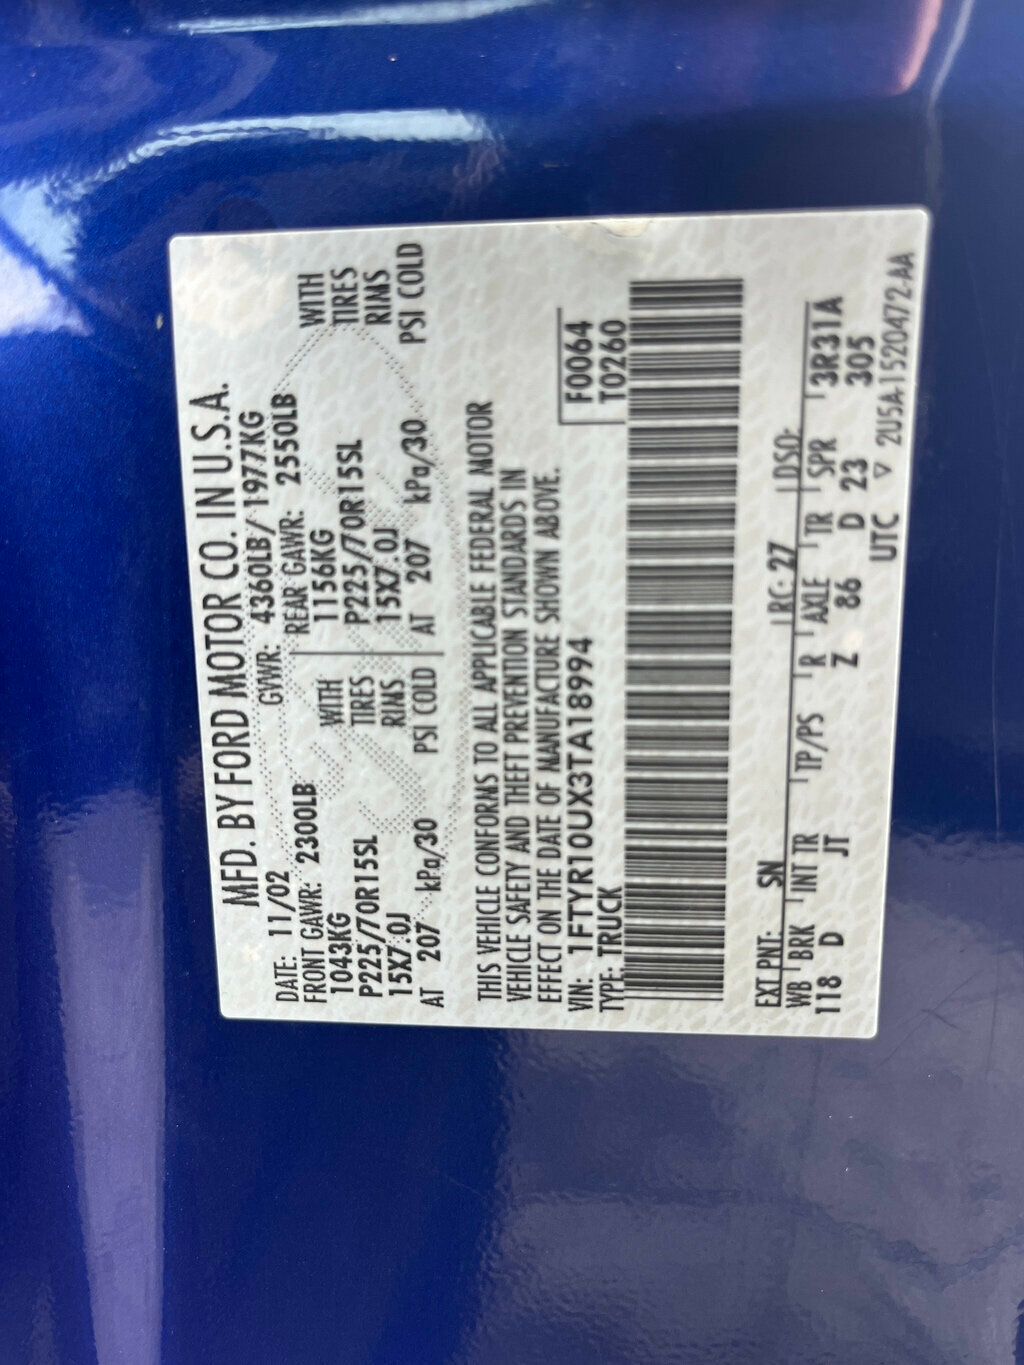 MFD. BY FORD MOTOR CO. IN U.S.A.
DATE: 11/02 GVWR: 4360LB/ 1977KG
FRONT GAWR: 2300LB REAR GAWR: 2550LB
1043KG WITH 1156KG WITH
P225/70R15SL TIRES P225/70R15SL TIRES
15X7.0J RIMS 15X7.0J RIMS
AT 207 kPa/30 PSI COLD AT 207 kPa/30 PSI COLD
THIS VEHICLE CONFORMS TO ALL APPLICABLE FEDERAL MOTOR
VEHICLE SAFETY AND THEFT PREVENTION STANDARDS IN
EFFECT ON THE DATE OF MANUFACTURE SHOWN ABOVE.
VIN: 1FTYR10UX3TA18994 F0064
TYPE: TRUCK T0260
EXT PNT: SN RC: 27 DSO:
WB BRK INT TR TP/PS R AXLE TR SPR 3R31A
118 D JT Z 86 D 23 305
UTC ▽ 2U5A-1520472-AA